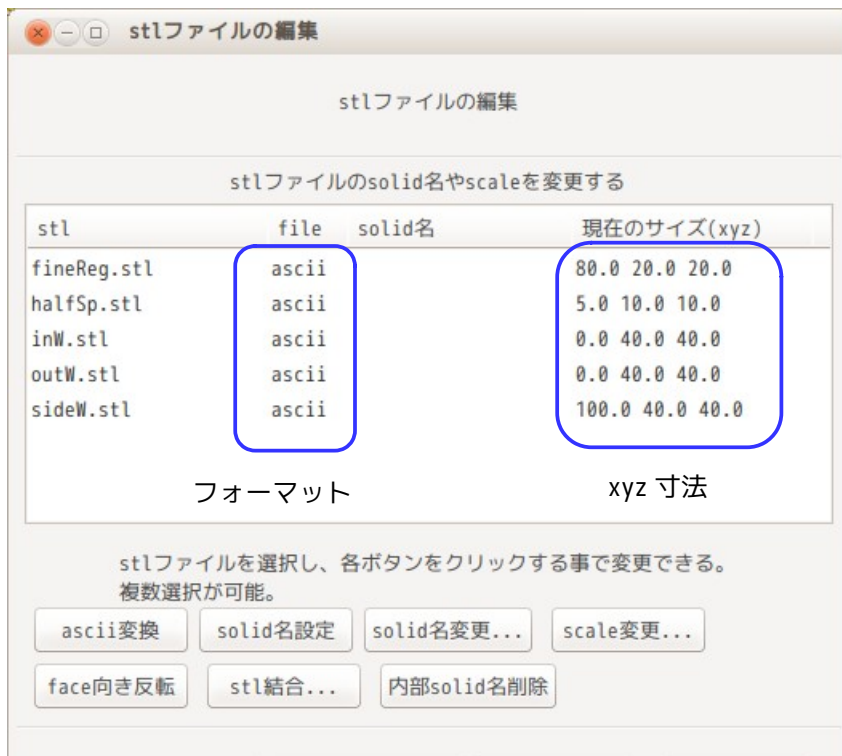 stlファイルの編集
stlファイルの編集
stlファイルのsolid名やscaleを変更する
stl file solid名 現在のサイズ(xyz)
fineReg.stl ascii 80.0 20.0 20.0
halfSp.stl ascii 5.0 10.0 10.0
inW.stl ascii 0.0 40.0 40.0
outW.stl ascii 0.0 40.0 40.0
sideW.stl ascii 100.0 40.0 40.0
フォーマット xyz 寸法
stlファイルを選択し、各ボタンをクリックする事で変更できる。
複数選択が可能。
ascii変換 solid名設定 solid名変更... scale変更...
face向き反転 stl結合... 内部solid名削除